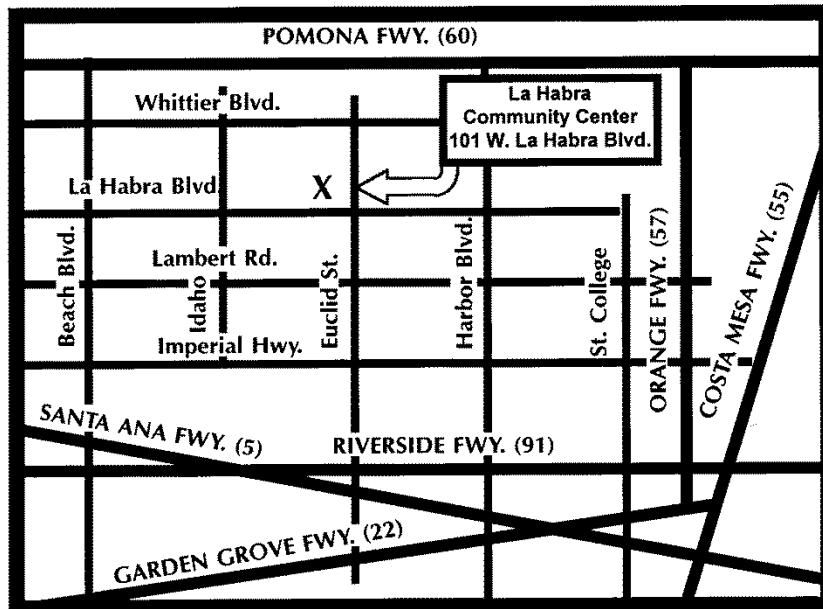 POMONA FWY. (60)
La Habra
Community Center
101 W. La Habra Blvd.
Whittier Blvd.
La Habra Blvd.
X
Lambert Rd.
Imperial Hwy.
Beach Blvd.
Idaho
Euclid St.
Harbor Blvd.
St. College
ORANGE FWY. (57)
COSTA MESA FWY. (55)
SANTA ANA FWY. (5)
RIVERSIDE FWY. (91)
GARDEN GROVE FWY. (22)